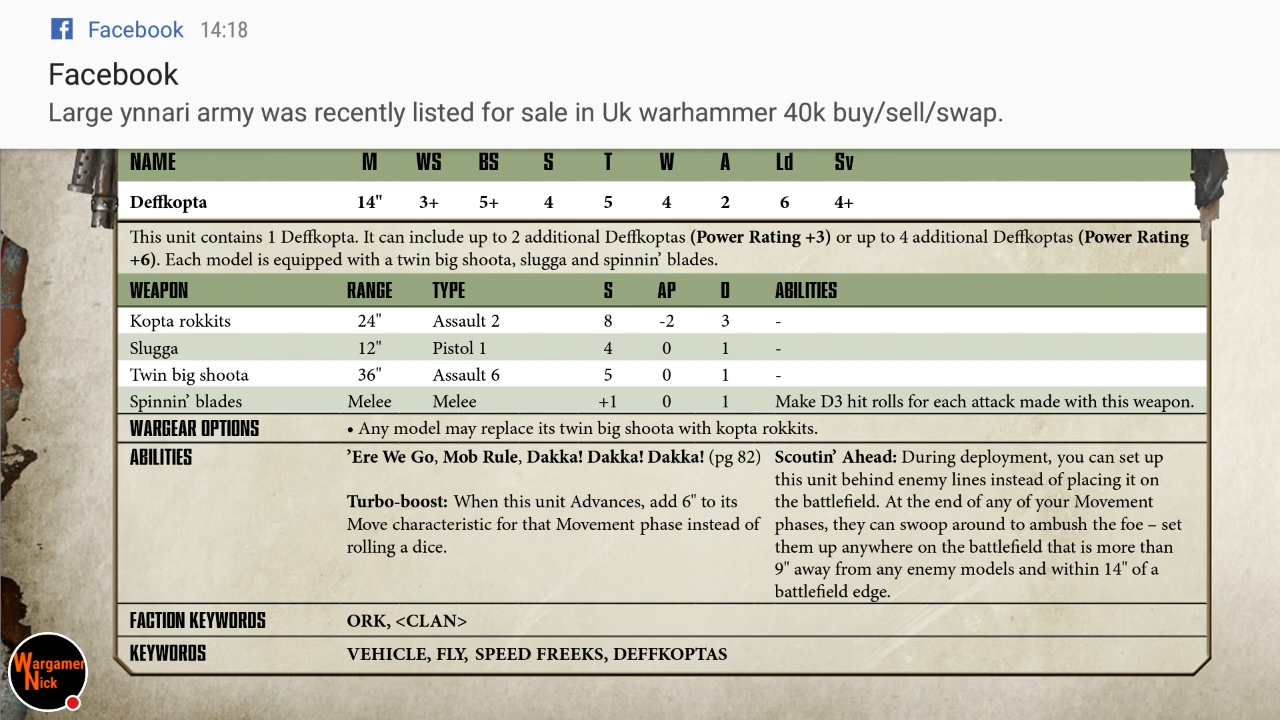 Facebook 14:18
Facebook
Large ynnari army was recently listed for sale in Uk warhammer 40k buy/sell/swap.
NAME M WS BS S T W A Ld Sv
Deffkopta 14" 3+ 5+ 4 5 4 2 6 4+
This unit contains 1 Deffkopta. It can include up to 2 additional Deffkoptas (Power Rating +3) or up to 4 additional Deffkoptas (Power Rating
+6). Each model is equipped with a twin big shoota, slugga and spinnin’ blades.
WEAPON RANGE TYPE S AP D ABILITIES
Kopta rokkits 24" Assault 2 8 -2 3 -
Slugga 12" Pistol 1 4 0 1 -
Twin big shoota 36" Assault 6 5 0 1 -
Spinnin’ blades Melee Melee +1 0 1 Make D3 hit rolls for each attack made with this weapon.
WARGEAR OPTIONS • Any model may replace its twin big shoota with kopta rokkits.
ABILITIES
’Ere We Go, Mob Rule, Dakka! Dakka! Dakka! (pg 82)
Turbo-boost: When this unit Advances, add 6" to its
Move characteristic for that Movement phase instead of
rolling a dice.
Scoutin’ Ahead: During deployment, you can set up
this unit behind enemy lines instead of placing it on
the battlefield. At the end of any of your Movement
phases, they can swoop around to ambush the foe – set
them up anywhere on the battlefield that is more than
9" away from any enemy models and within 14" of a
battlefield edge.
FACTION KEYWORDS ORK, <CLAN>
KEYWORDS VEHICLE, FLY, SPEED FREEKS, DEFFKOPTAS
Wargamer
Nick